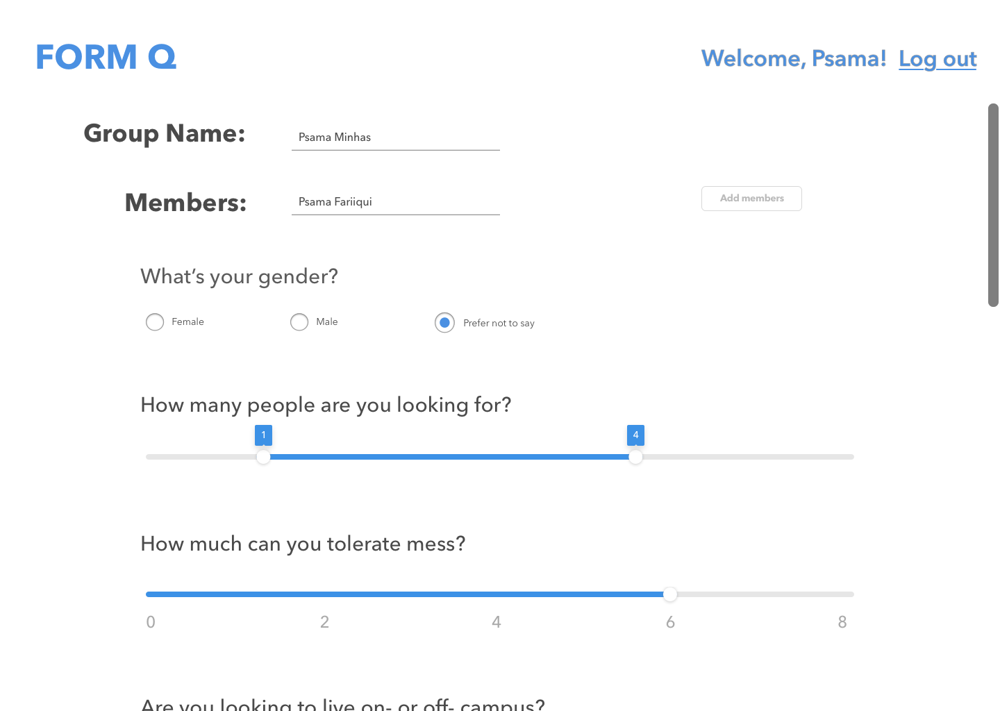 FORM Q
Welcome, Psama! Log out
Group Name:
Psama Minhas
Members:
Psama Fariiqui
Add members
What’s your gender?
Female
Male
Prefer not to say
How many people are you looking for?
1
4
How much can you tolerate mess?
0
2
4
6
8
Are you looking to live on- or off- campus?